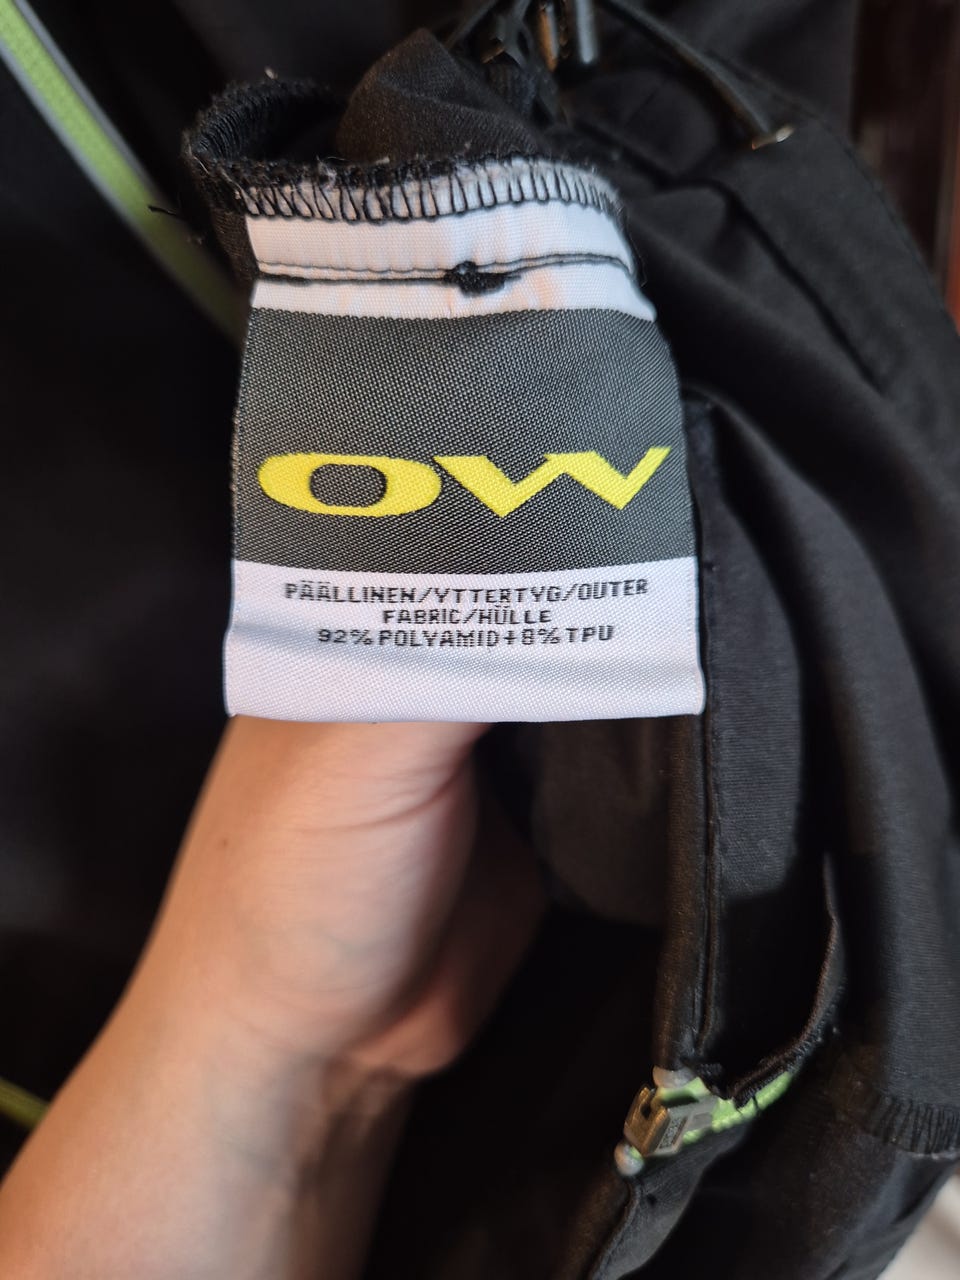 OW
PÄÄLLINEN/YTTERTYG/OUTER
FABRIC/HÜLLE
92% POLYAMID+8% TPU